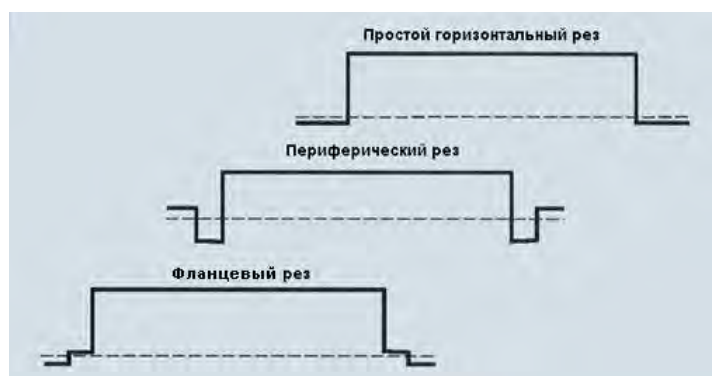 Простой горизонтальный рез
Периферический рез
Фланцевый рез